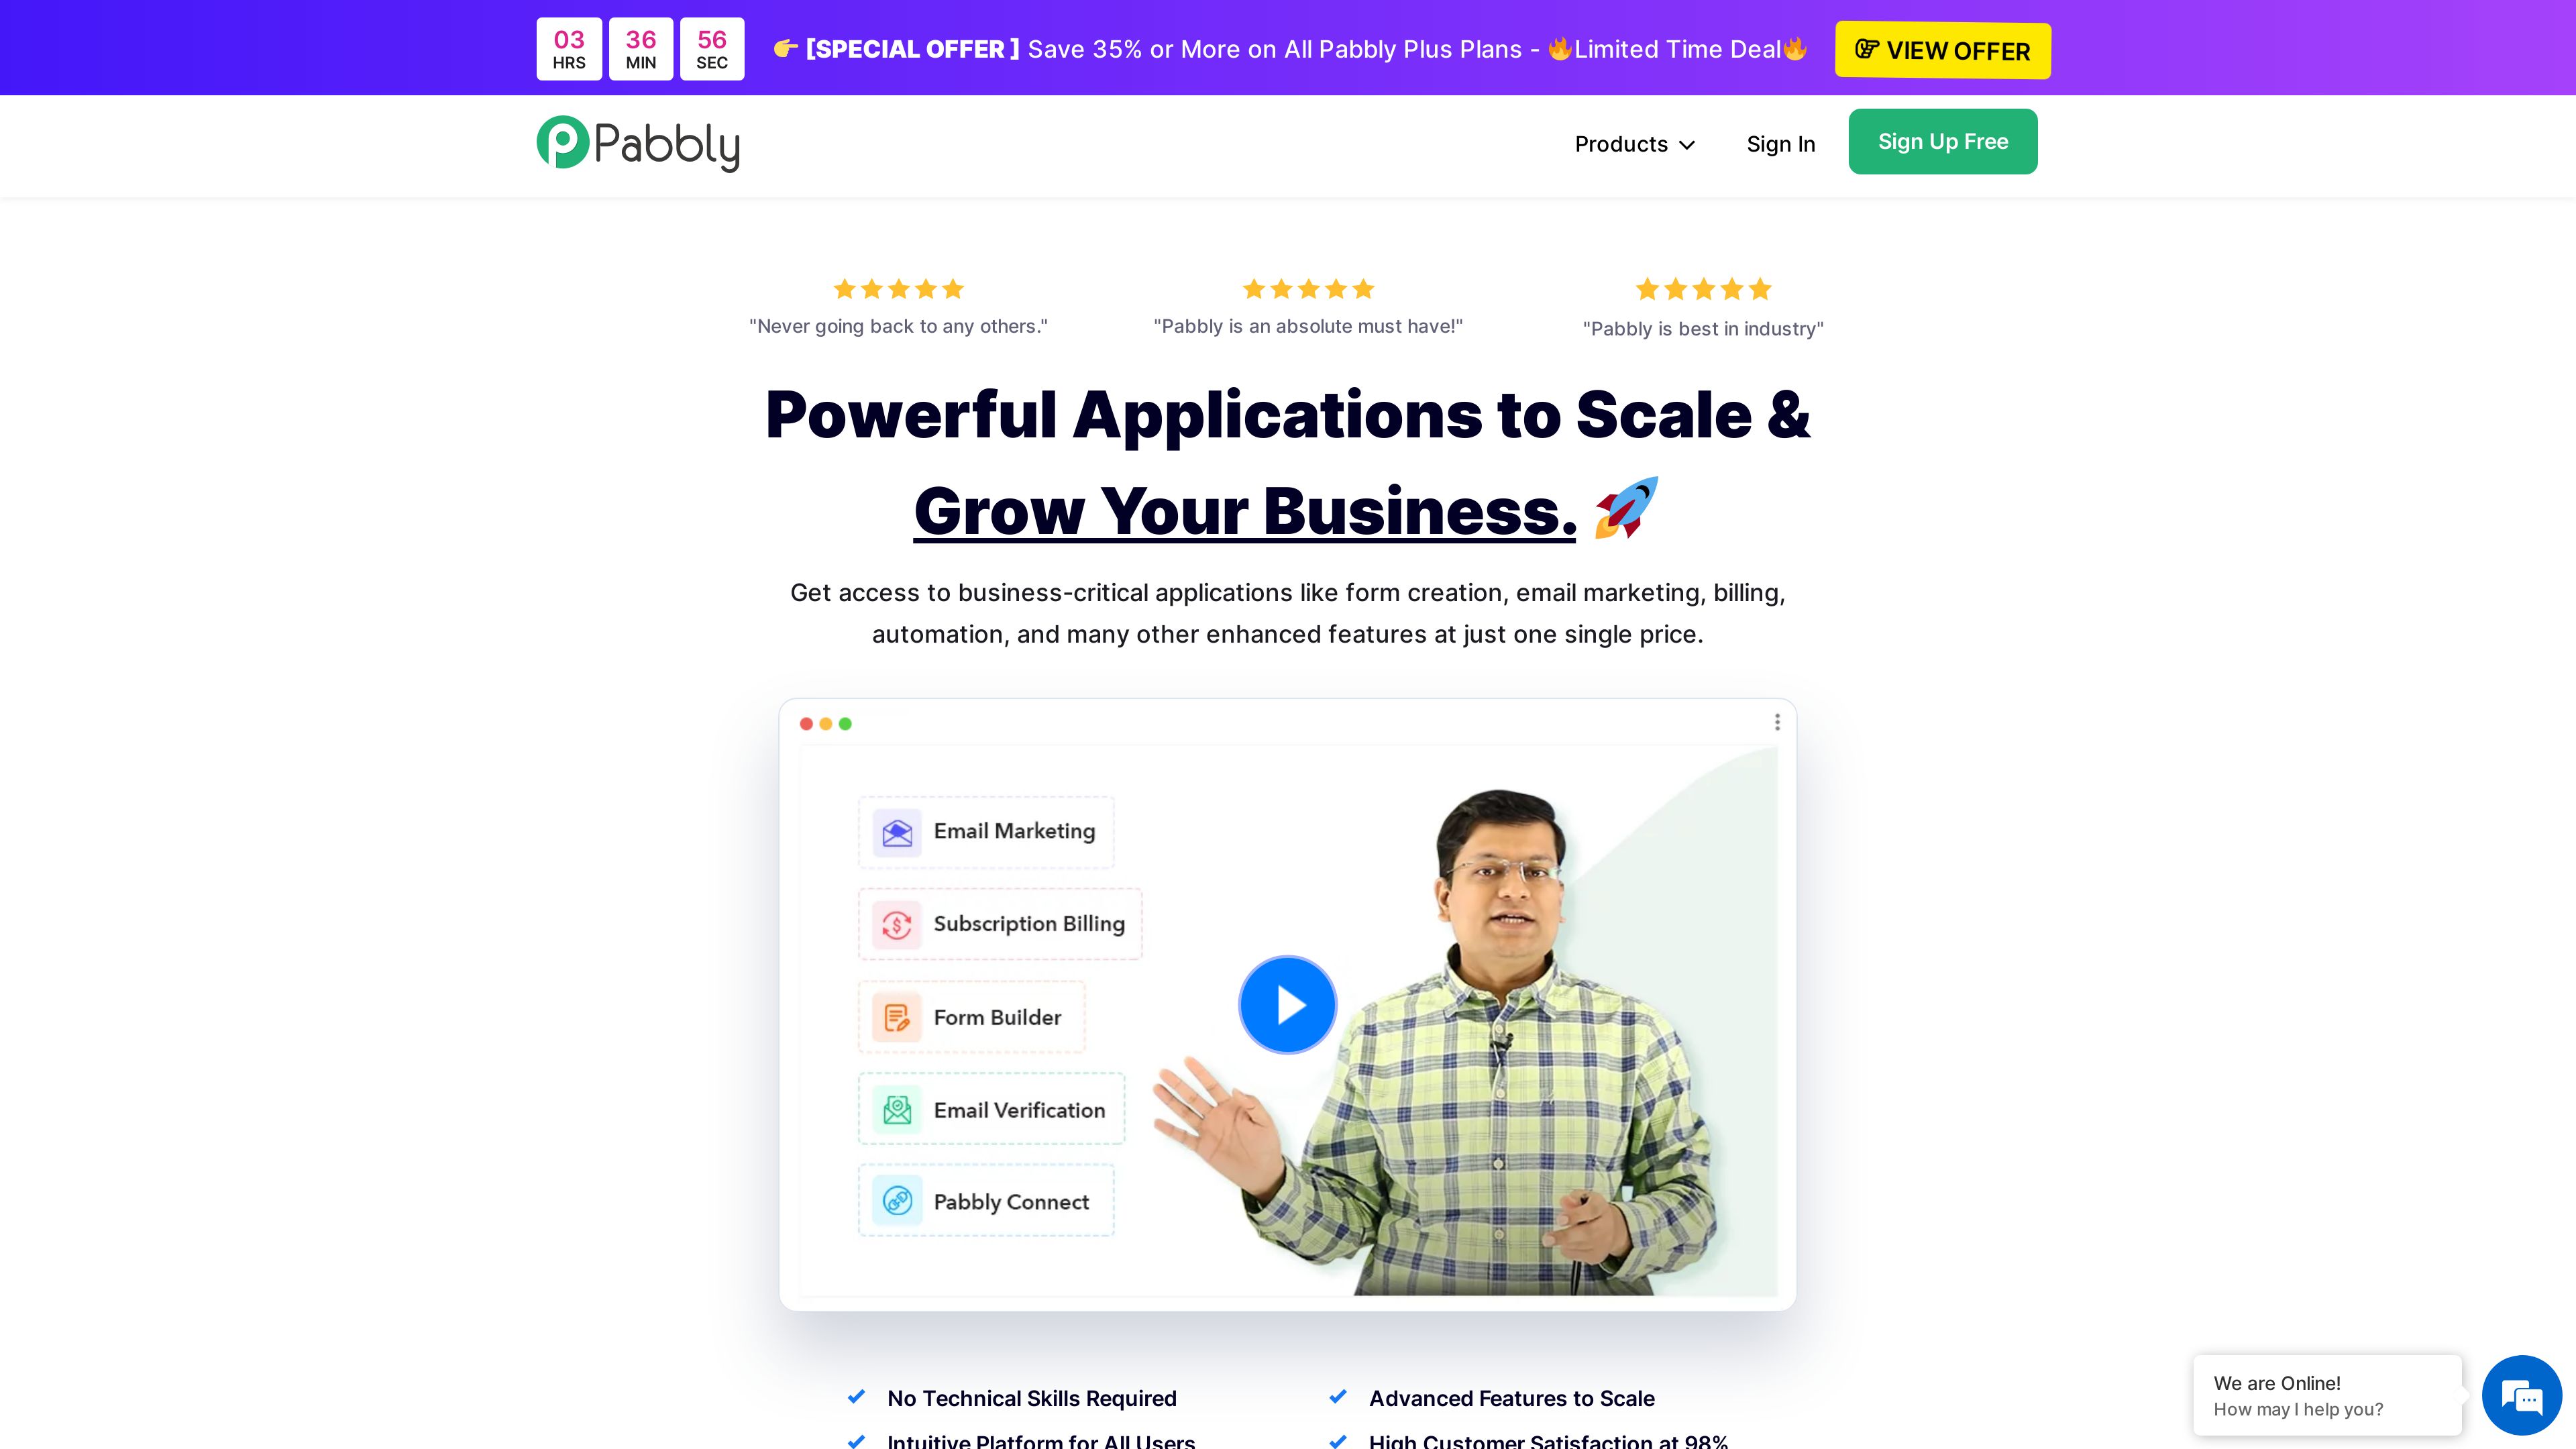 03 HRS
36 MIN
56 SEC
👉 [SPECIAL OFFER ] Save 35% or More on All Pabbly Plus Plans - 🔥Limited Time Deal🔥
VIEW OFFER
Pabbly
Products
Sign In
Sign Up Free
"Never going back to any others."
"Pabbly is an absolute must have!"
"Pabbly is best in industry"
Powerful Applications to Scale &
Grow Your Business. 🚀
Get access to business-critical applications like form creation, email marketing, billing,
automation, and many other enhanced features at just one single price.
Email Marketing
Subscription Billing
Form Builder
Email Verification
Pabbly Connect
No Technical Skills Required
Advanced Features to Scale
Intuitive Platform for All Users
High Customer Satisfaction at 98%
We are Online!
How may I help you?